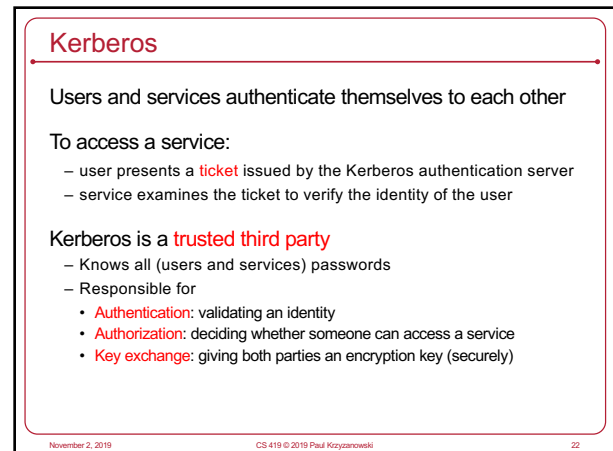 Kerberos
Users and services authenticate themselves to each other
To access a service:
– user presents a ticket issued by the Kerberos authentication server
– service examines the ticket to verify the identity of the user
Kerberos is a trusted third party
– Knows all (users and services) passwords
– Responsible for
• Authentication: validating an identity
• Authorization: deciding whether someone can access a service
• Key exchange: giving both parties an encryption key (securely)
November 2, 2019 CS 419 © 2019 Paul Krzyzanowski 22